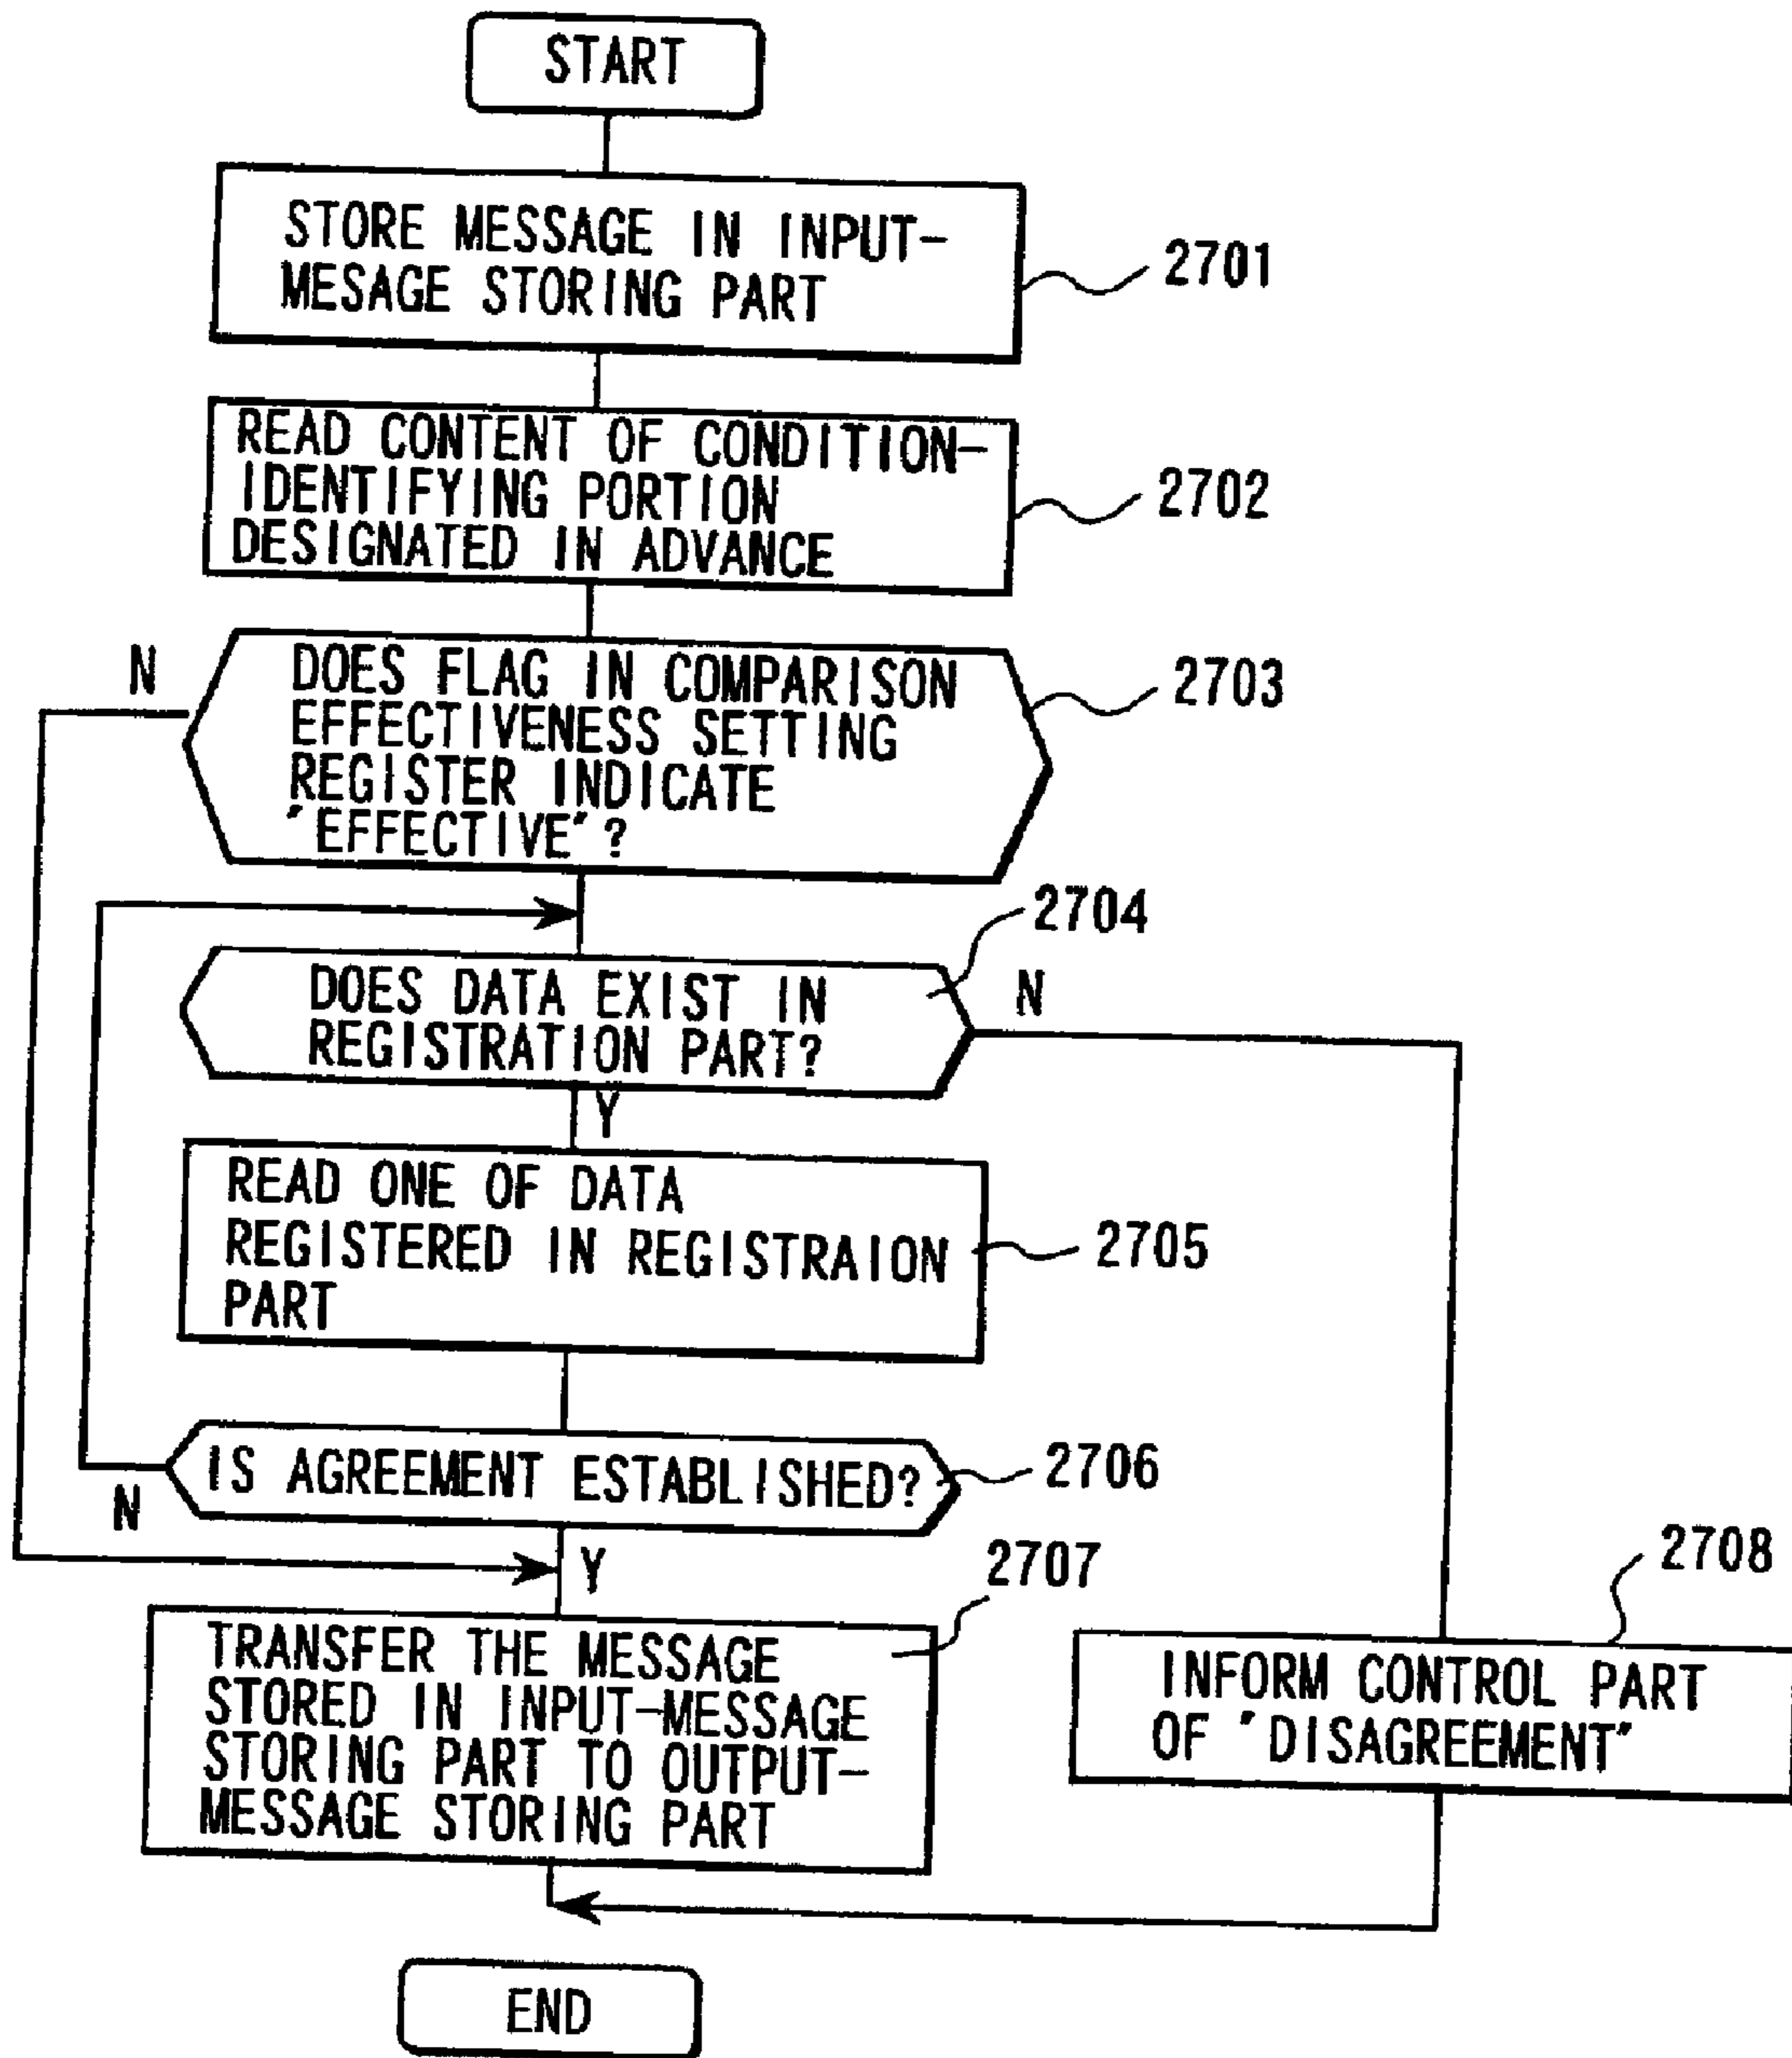 START
STORE MESSAGE IN INPUT-
MESAGE STORING PART
2701
READ CONTENT OF CONDITION-
IDENTIFYING PORTION
DESIGNATED IN ADVANCE
2702
N
DOES FLAG IN COMPARISON
EFFECTIVENESS SETTING
REGISTER INDICATE
'EFFECTIVE'?
2703
2704
DOES DATA EXIST IN
REGISTRATION PART?
N
Y
READ ONE OF DATA
REGISTERED IN REGISTRAION
PART
2705
IS AGREEMENT ESTABLISHED?
2706
N
Y
2707
TRANSFER THE MESSAGE
STORED IN INPUT-MESSAGE
STORING PART TO OUTPUT-
MESSAGE STORING PART
2708
INFORM CONTROL PART
OF 'DISAGREEMENT'
END